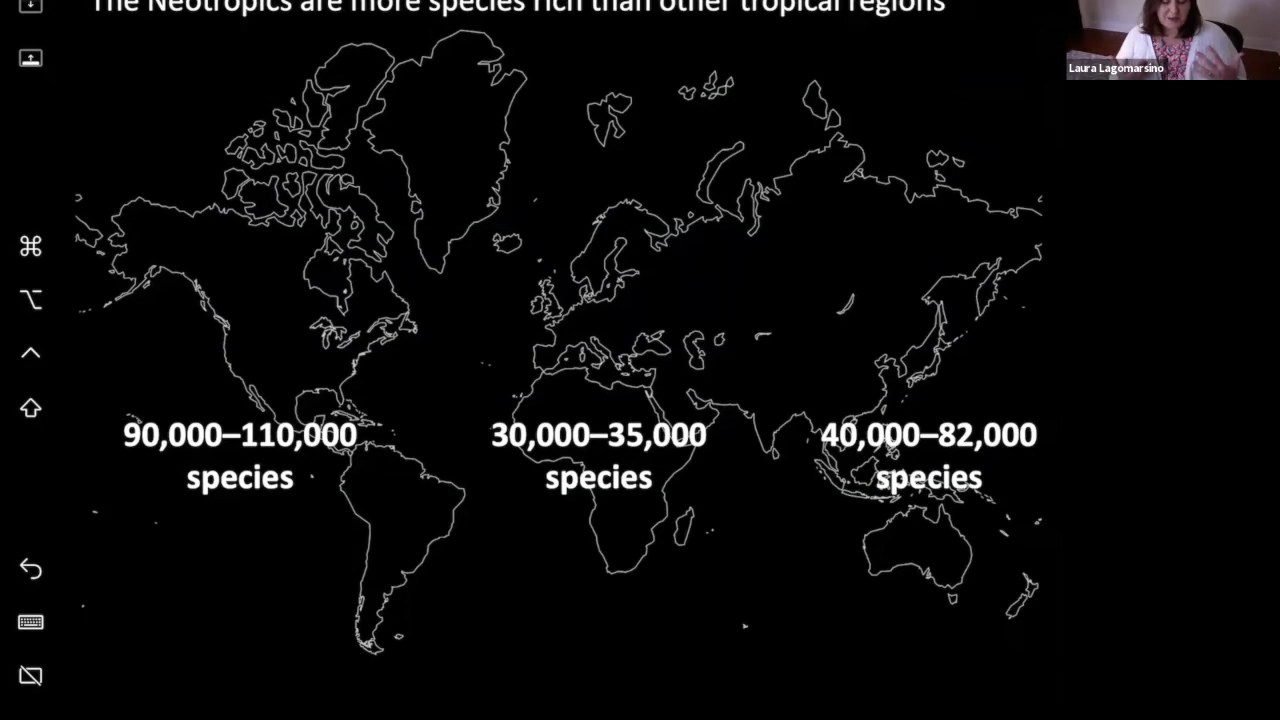 The Neotropics are more species rich than other tropical regions
Laura Lagomarsino
90,000–110,000
species
30,000–35,000
species
40,000–82,000
species